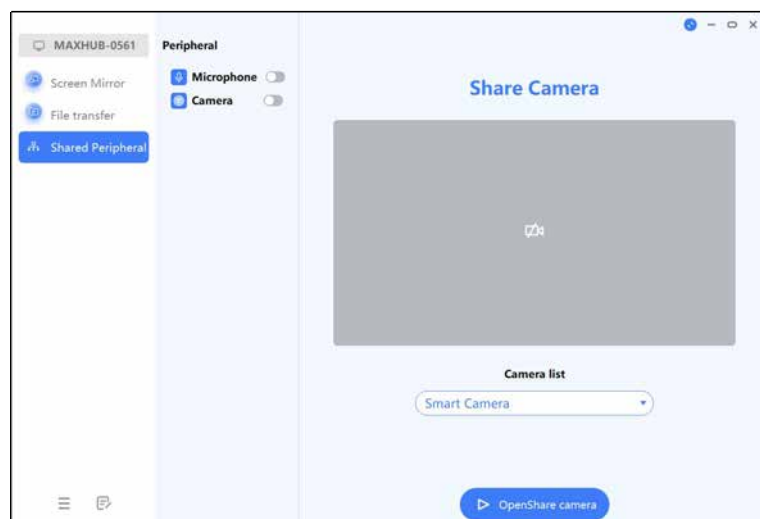 MAXHUB-0561
Screen Mirror
File transfer
Shared Peripheral
Peripheral
Microphone
Camera
Share Camera
Camera list
Smart Camera
OpenShare camera